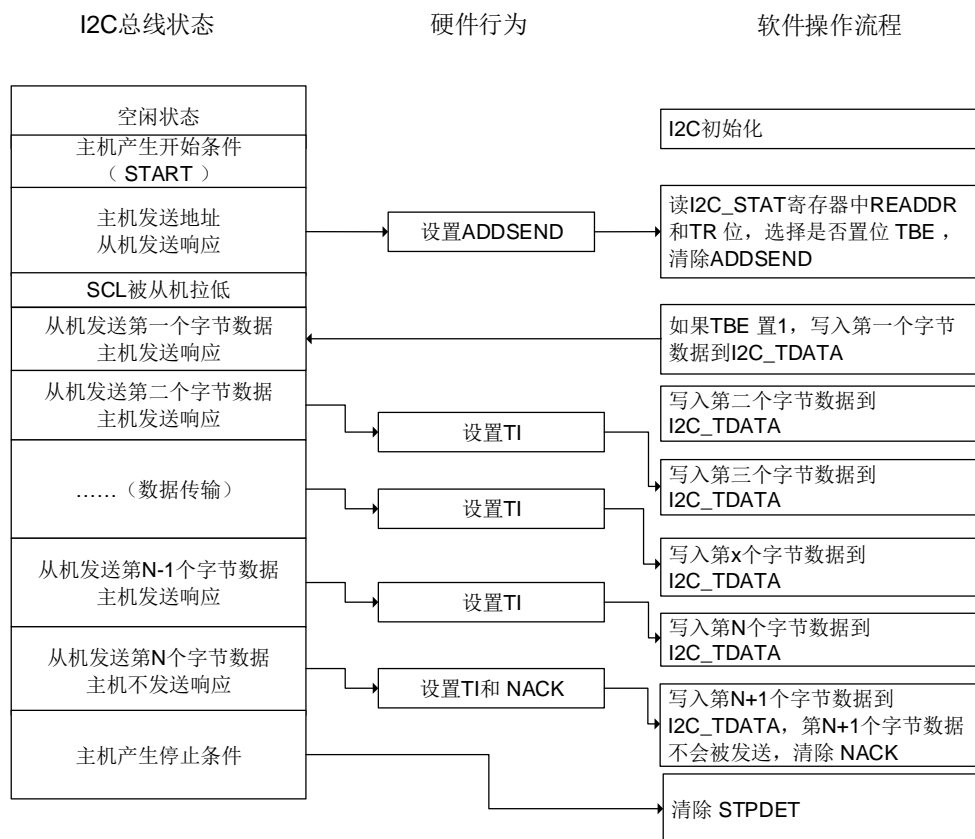 I2C总线状态
硬件行为
软件操作流程
空闲状态
I2C初始化
主机产生开始条件
（ START ）
主机发送地址
从机发送响应
设置ADDSEND
读I2C_STAT寄存器中READDR
和TR 位，选择是否置位 TBE ，
清除ADDSEND
SCL被从机拉低
从机发送第一个字节数据
主机发送响应
如果TBE 置1，写入第一个字节
数据到I2C_TDATA
从机发送第二个字节数据
主机发送响应
设置TI
写入第二个字节数据到
I2C_TDATA
写入第三个字节数据到
I2C_TDATA
……（数据传输）
设置TI
写入第x个字节数据到
I2C_TDATA
从机发送第N-1个字节数据
主机发送响应
设置TI
写入第N个字节数据到
I2C_TDATA
从机发送第N个字节数据
主机不发送响应
设置TI和 NACK
写入第N+1个字节数据到
I2C_TDATA，第N+1个字节数据
不会被发送，清除 NACK
主机产生停止条件
清除 STPDET